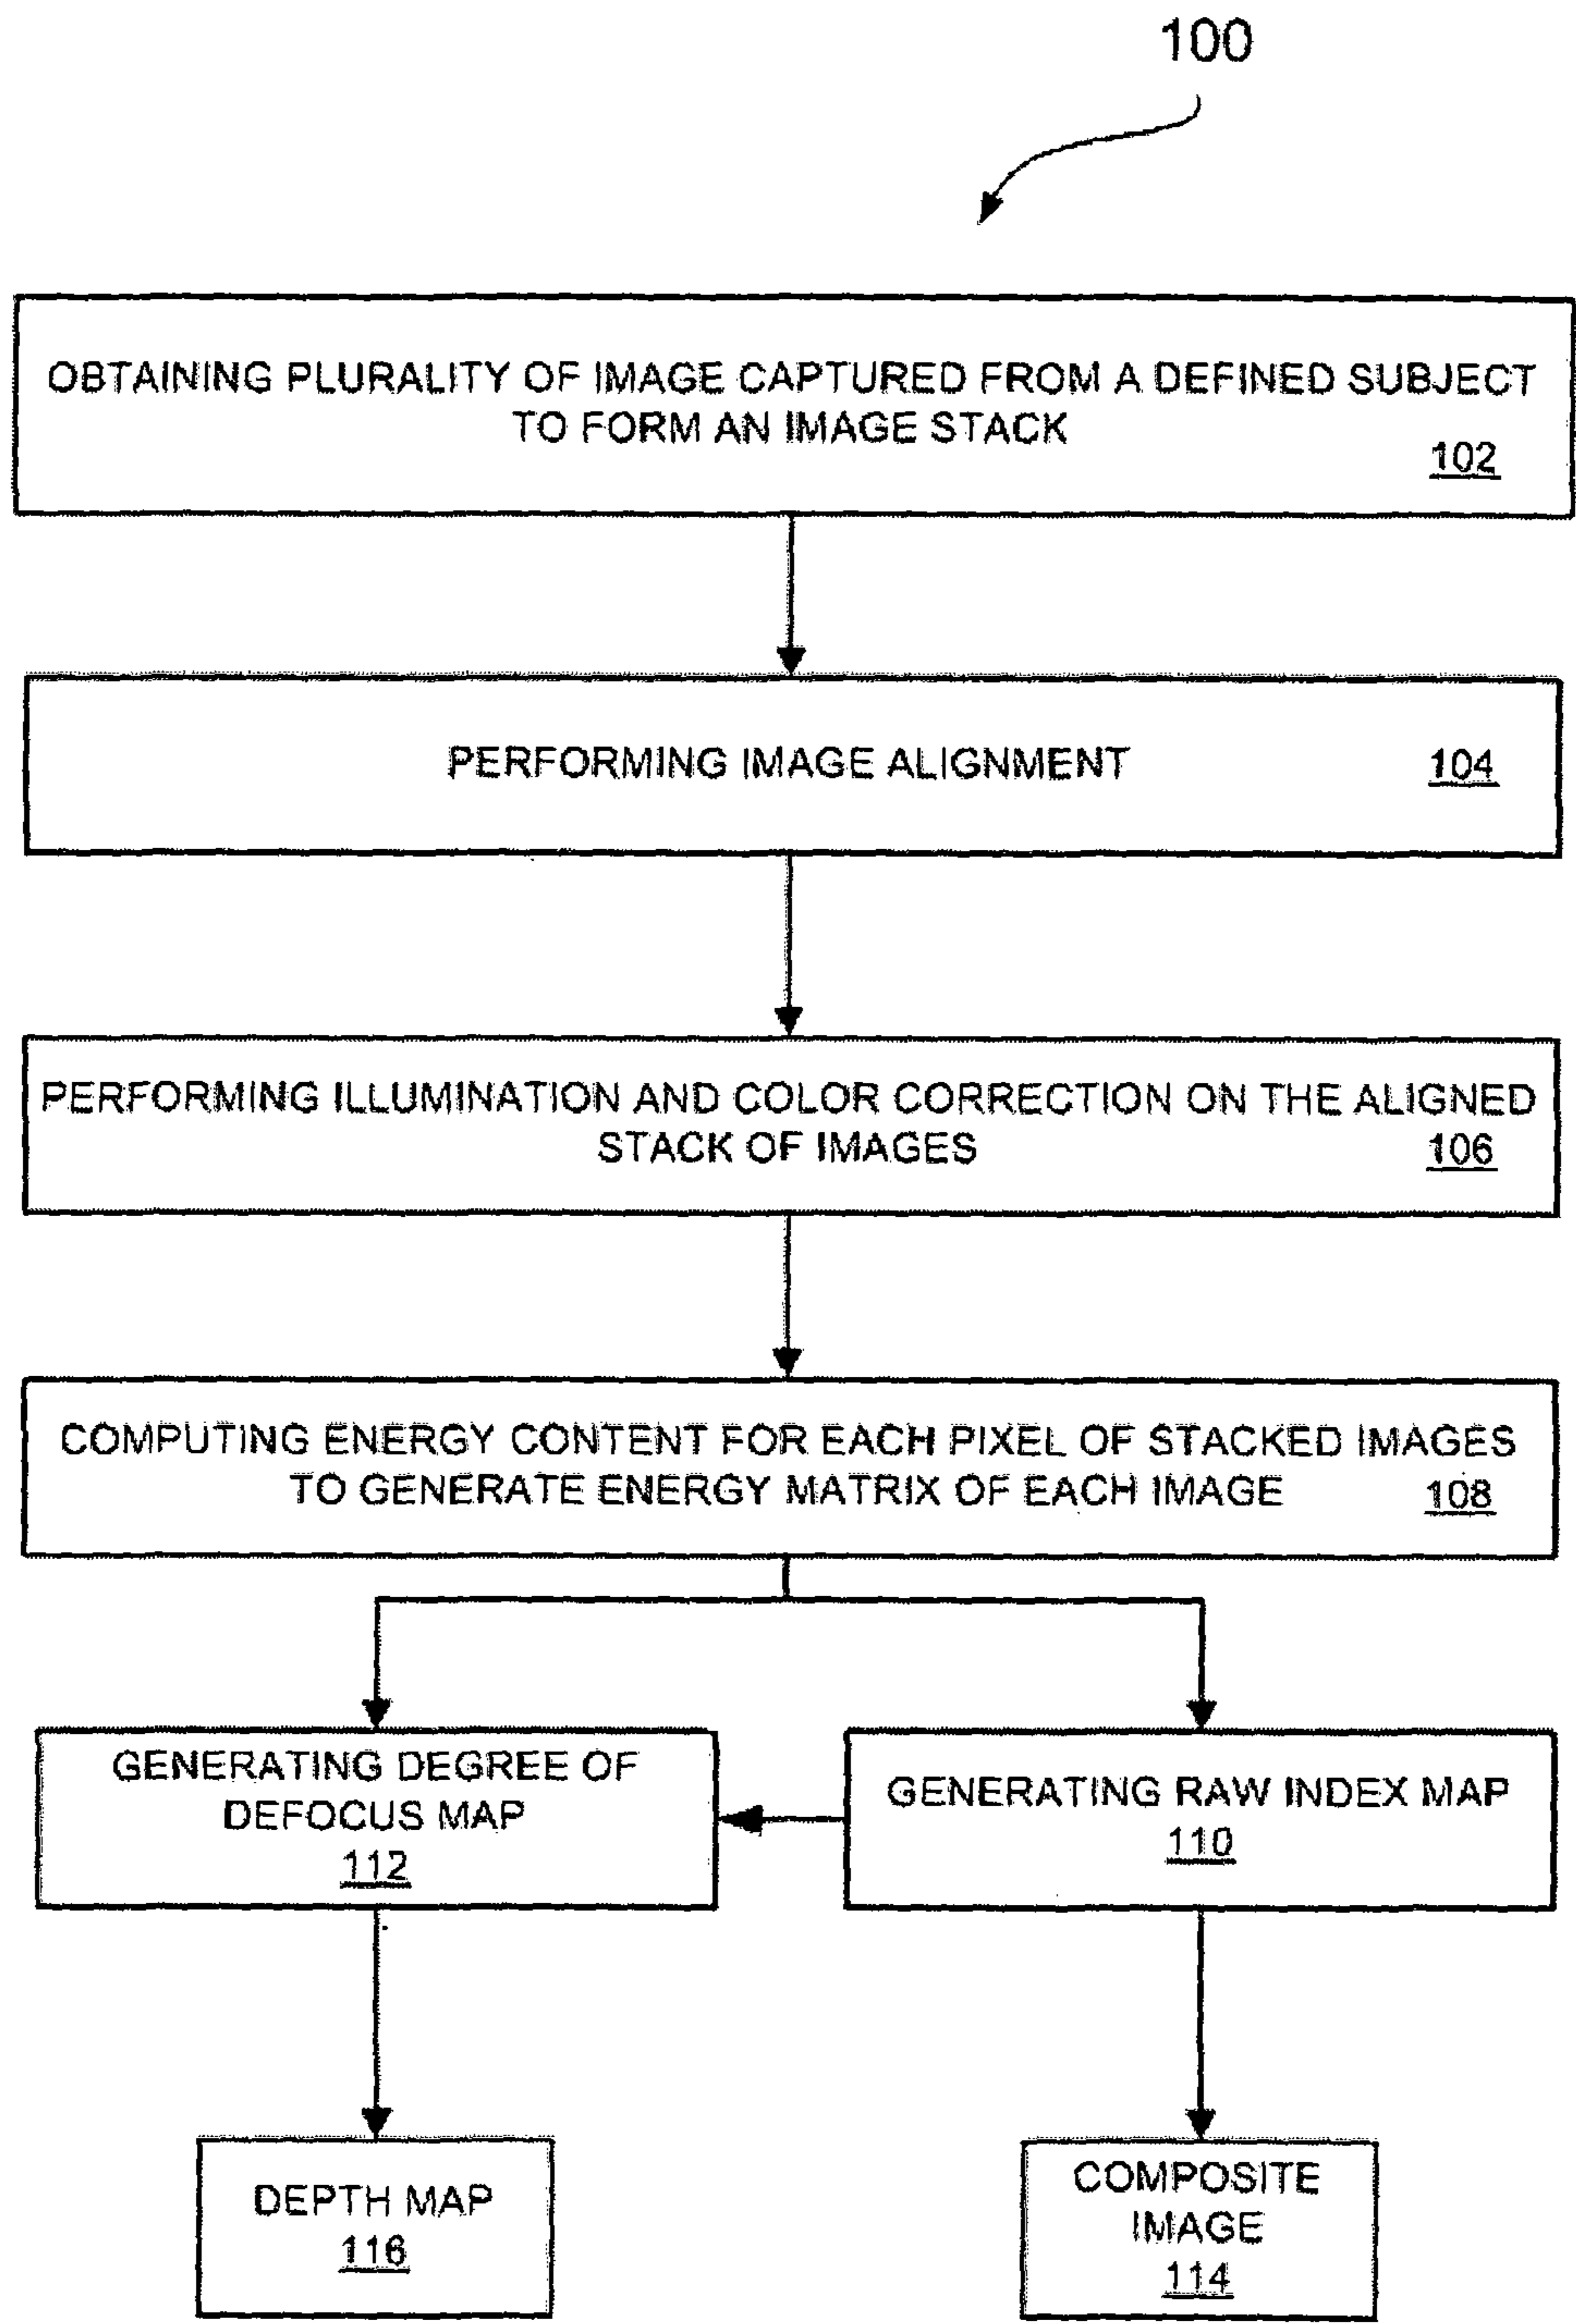 100
OBTAINING PLURALITY OF IMAGE CAPTURED FROM A DEFINED SUBJECT
TO FORM AN IMAGE STACK
102
PERFORMING IMAGE ALIGNMENT
104
PERFORMING ILLUMINATION AND COLOR CORRECTION ON THE ALIGNED
STACK OF IMAGES
106
COMPUTING ENERGY CONTENT FOR EACH PIXEL OF STACKED IMAGES
TO GENERATE ENERGY MATRIX OF EACH IMAGE
108
GENERATING DEGREE OF
DEFOCUS MAP
112
GENERATING RAW INDEX MAP
110
DEPTH MAP
116
COMPOSITE
IMAGE
114